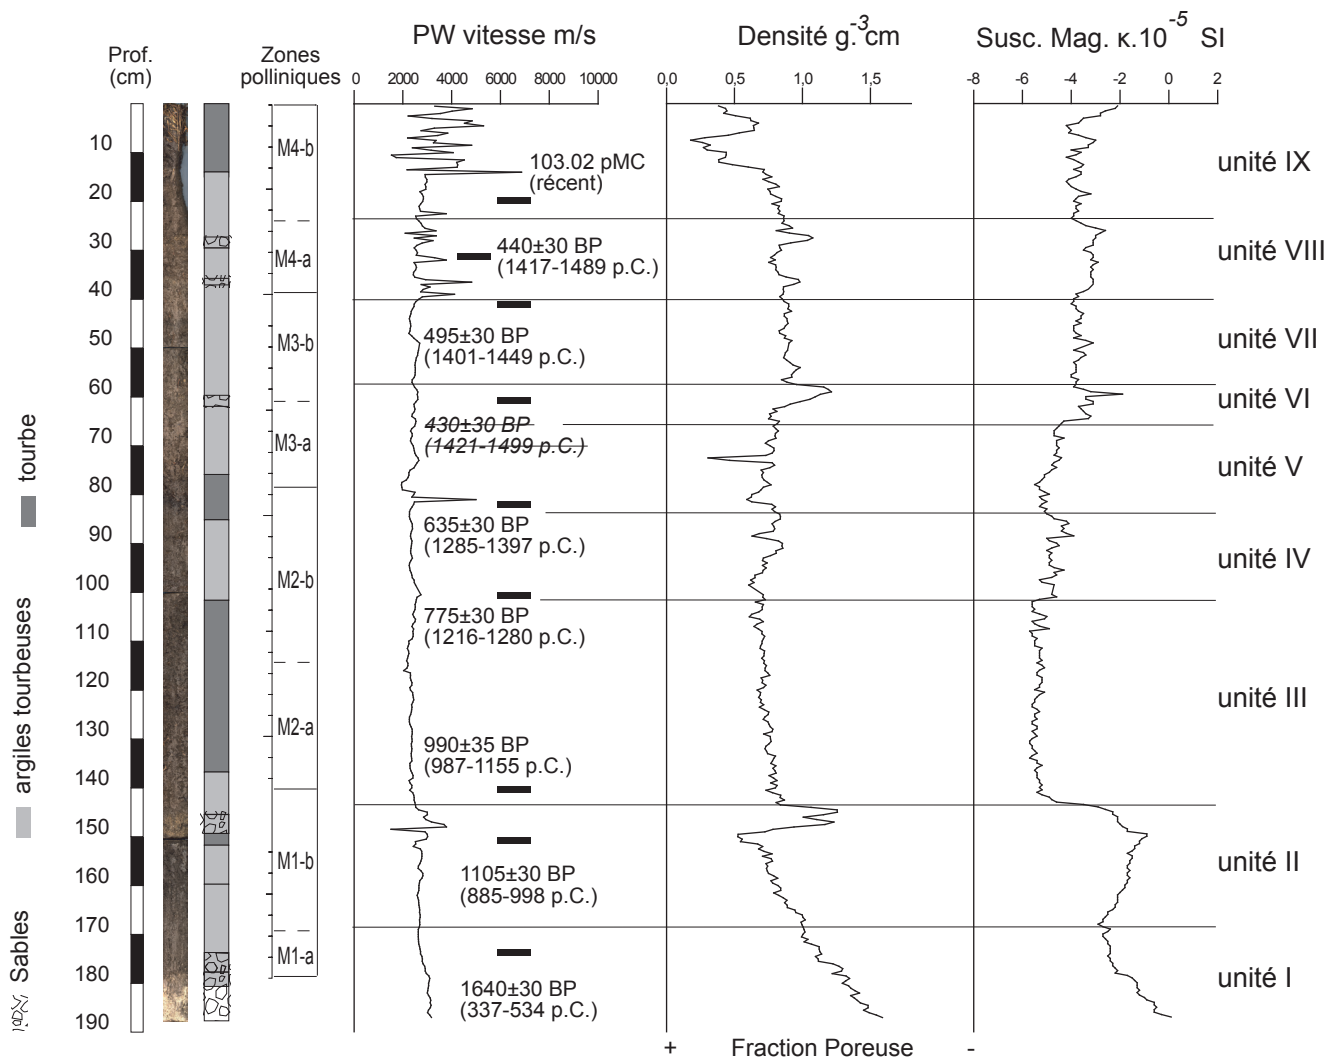 PW vitesse m/s
Densité g.⁻³cm
Susc. Mag. κ.10⁻⁵ SI
Prof.
(cm)
Zones
polliniques
0 2000 4000 6000 8000 10000
0,0 0,5 1,0 1,5
-8 -6 -4 -2 0 2
10
20
30
40
50
60
70
80
90
100
110
120
130
140
150
160
170
180
190
M4-b
M4-a
M3-b
M3-a
M2-b
M2-a
M1-b
M1-a
103.02 pMC
(récent)
440±30 BP
(1417-1489 p.C.)
495±30 BP
(1401-1449 p.C.)
430±30 BP
(1421-1499 p.C.)
635±30 BP
(1285-1397 p.C.)
775±30 BP
(1216-1280 p.C.)
990±35 BP
(987-1155 p.C.)
1105±30 BP
(885-998 p.C.)
1640±30 BP
(337-534 p.C.)
unité IX
unité VIII
unité VII
unité VI
unité V
unité IV
unité III
unité II
unité I
+ Fraction Poreuse -
tourbe
argiles tourbeuses
Sables